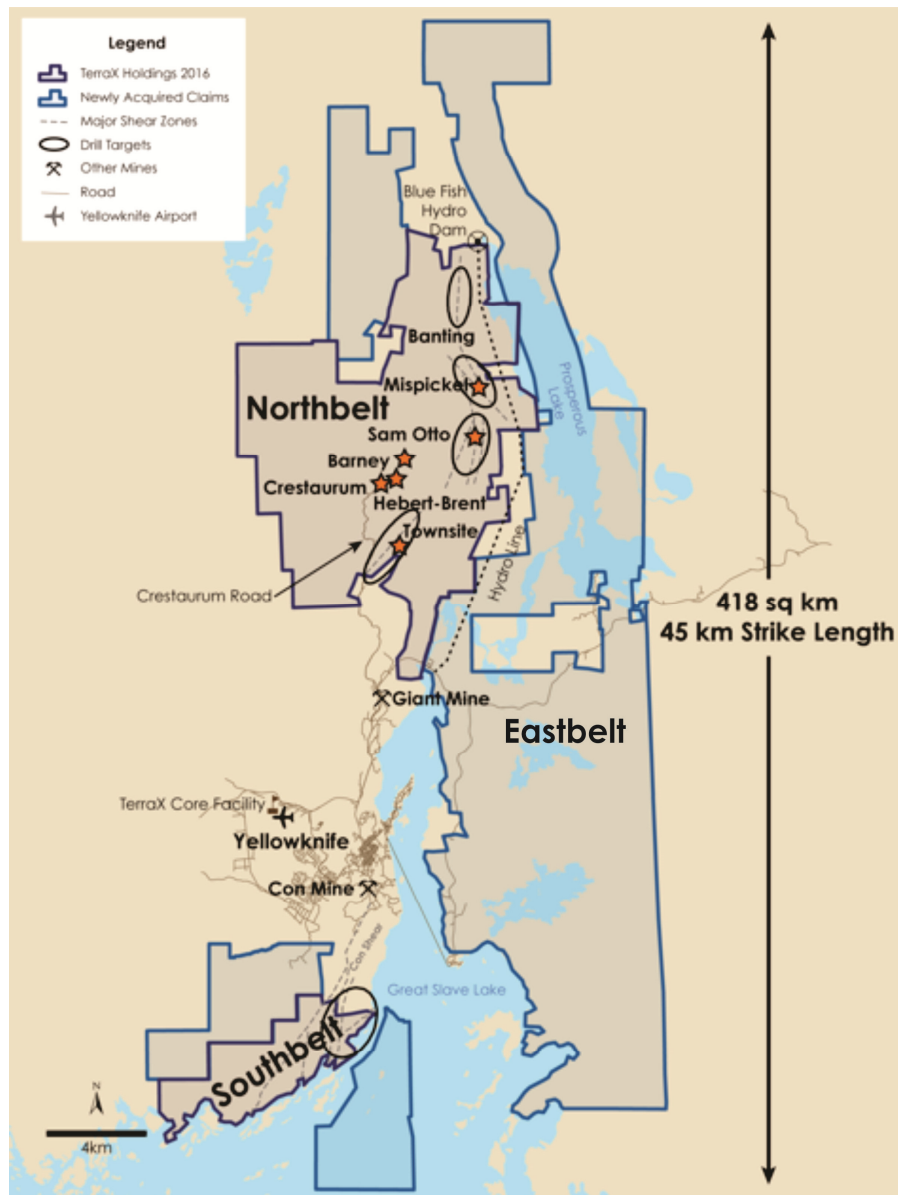 Legend
TerraX Holdings 2016
Newly Acquired Claims
Major Shear Zones
Drill Targets
Other Mines
Road
Yellowknife Airport
Blue Fish
Hydro
Dam
Banting
Prosperous
Lake
Mispickel
Northbelt
Sam Otto
Barney
Crestaurum
Hebert-Brent
Townsite
Hydro Line
Crestaurum Road
418 sq km
45 km Strike Length
Giant Mine
Eastbelt
TerraX Core Facility
Yellowknife
Con Mine
Con Shear
Great Slave Lake
Southbelt
N
4km